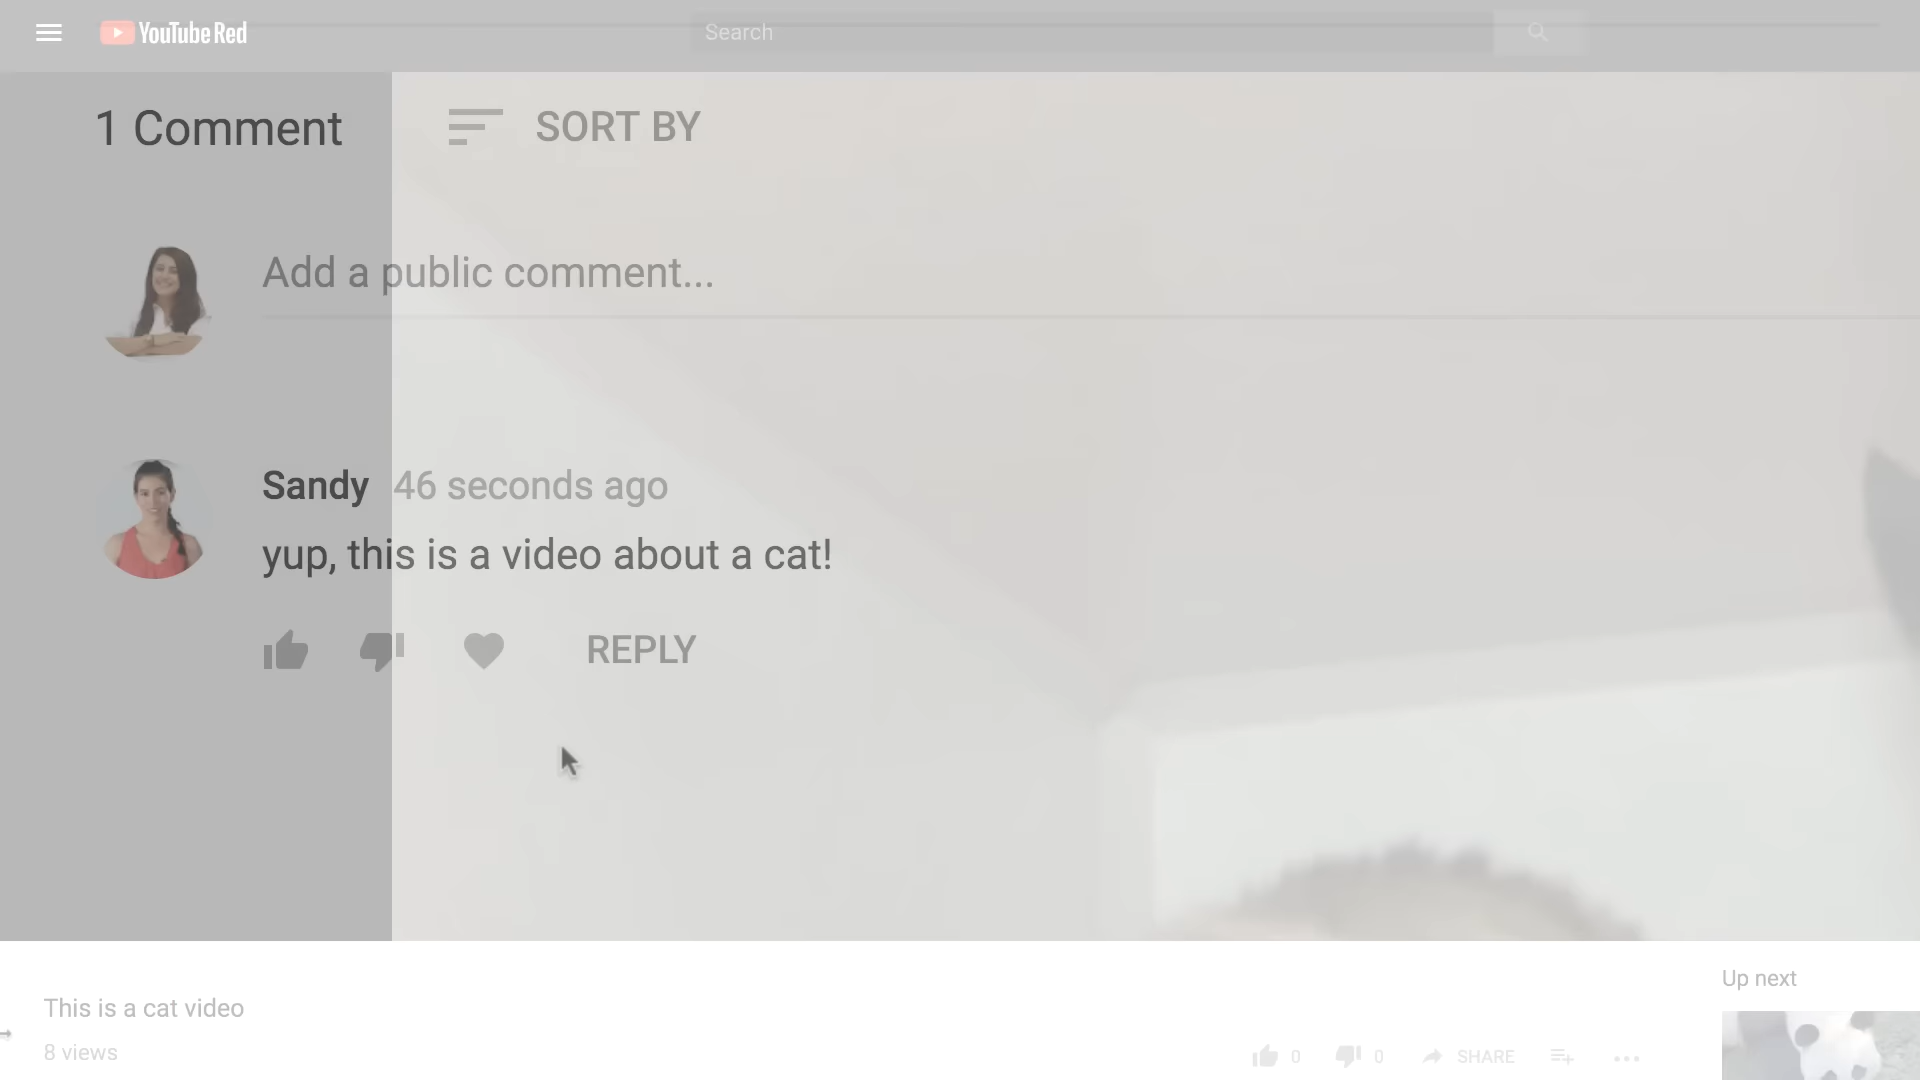 YouTube Red
Search
1 Comment
SORT BY
Add a public comment...
Sandy 46 seconds ago
yup, this is a video about a cat!
REPLY
Up next
This is a cat video
8 views
0
0
SHARE